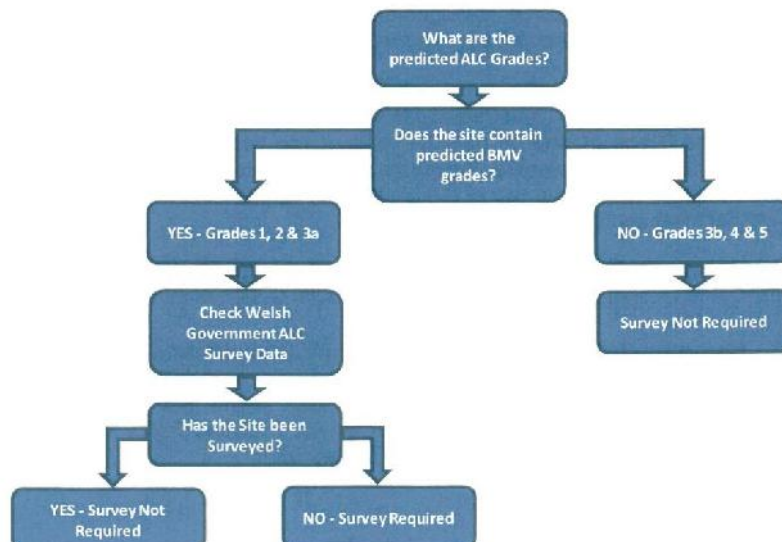 What are the
predicted ALC Grades?
Does the site contain
predicted BMV
grades?
YES - Grades 1, 2 & 3a
NO - Grades 3b, 4 & 5
Check Welsh
Government ALC
Survey Data
Survey Not Required
Has the Site been
Surveyed?
YES - Survey Not
Required
NO - Survey Required